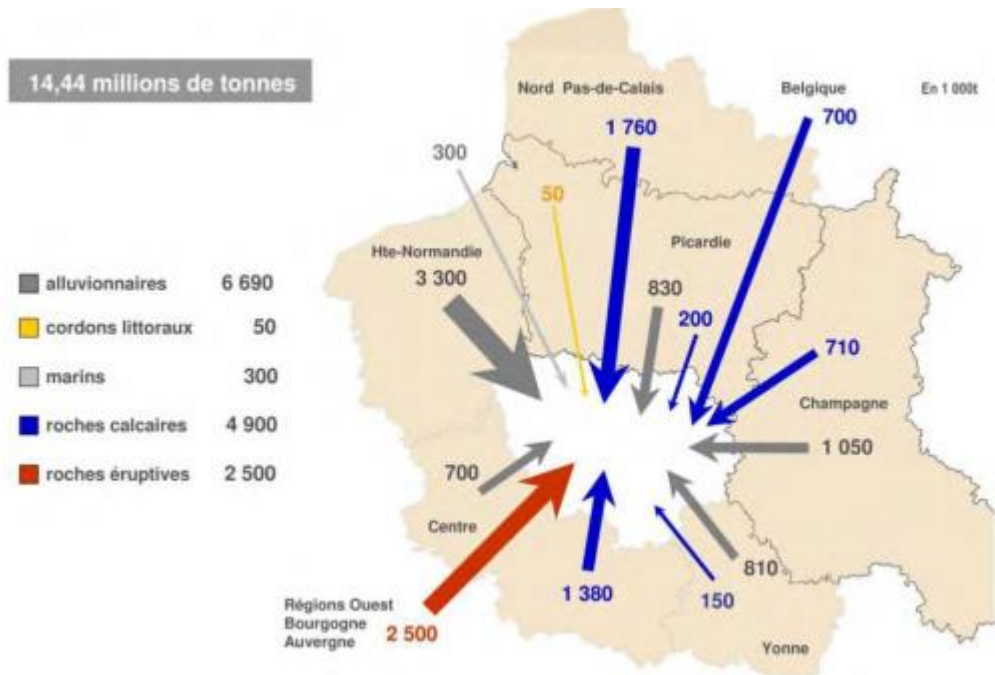 14,44 millions de tonnes
Nord Pas-de-Calais
Belgique
En 1 000t
1 760
700
300
50
Hte-Normandie
3 300
Picardie
830
200
710
Champagne
1 050
alluvionnaires 6 690
cordons littoraux 50
marins 300
roches calcaires 4 900
roches éruptives 2 500
700
Centre
810
1 380
150
Régions Ouest
Bourgogne
Auvergne
2 500
Yonne